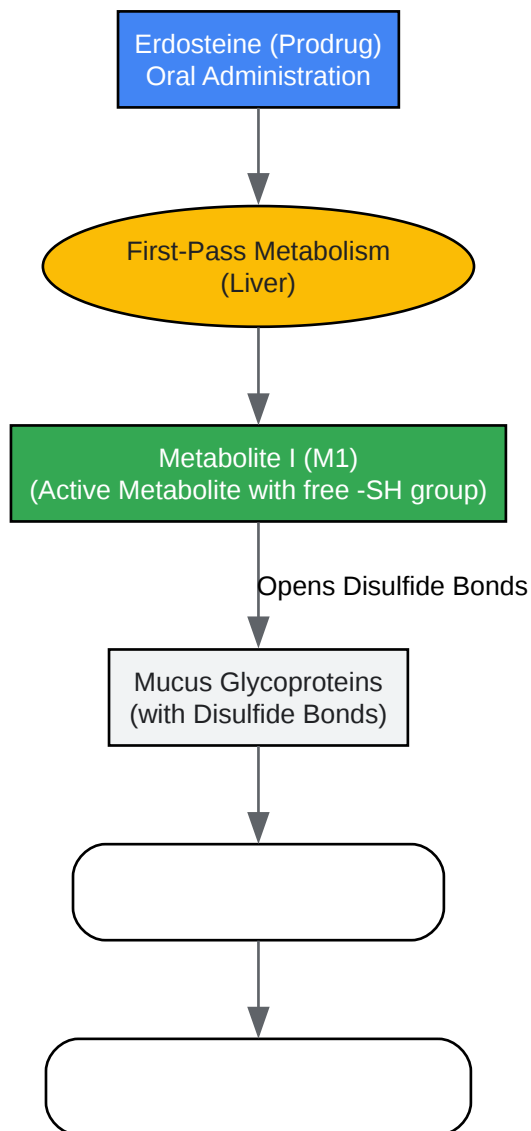 Erdosteine (Prodrug)
Oral Administration
First-Pass Metabolism
(Liver)
Metabolite I (M1)
(Active Metabolite with free -SH group)
Opens Disulfide Bonds
Mucus Glycoproteins
(with Disulfide Bonds)